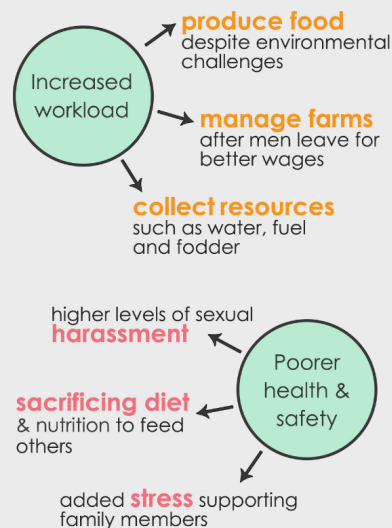 produce food
despite environmental
challenges
Increased
workload
manage farms
after men leave for
better wages
collect resources
such as water, fuel
and fodder
higher levels of sexual
harassment
Poorer
health &
safety
sacrificing diet
& nutrition to feed
others
added stress supporting
family members